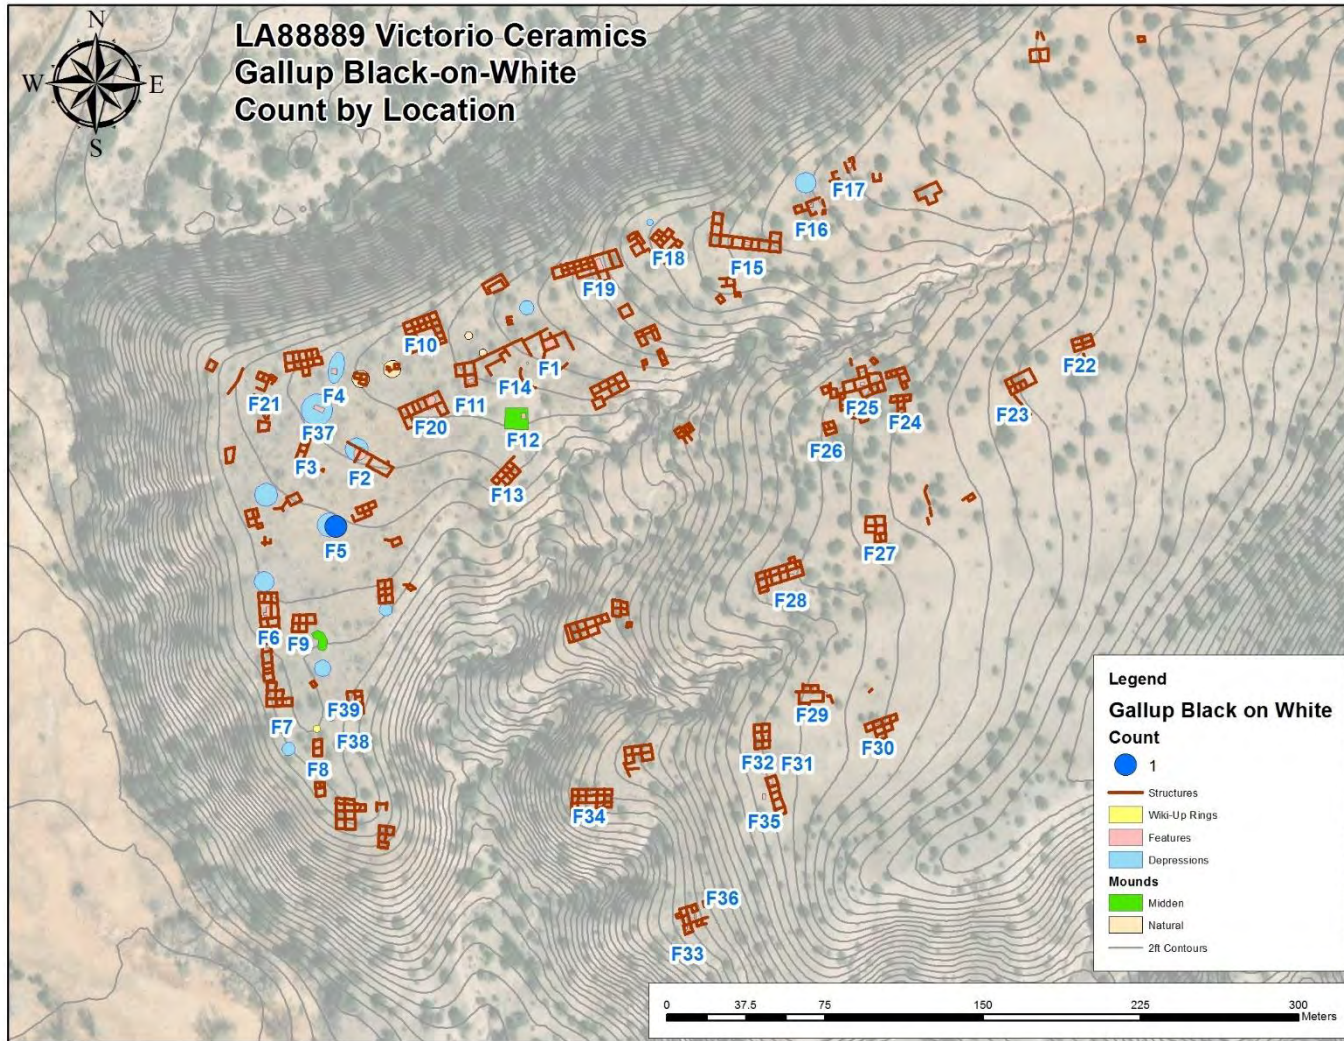 N
W E
S
LA88889 Victorio Ceramics
Gallup Black-on-White
Count by Location
F17
F16
F18
F15
F19
F10
F1
F22
F4
F14
F21
F11
F23
F25
F24
F37
F20
F12
F26
F3
F2
F13
F5
F27
F28
F6
F9
F29
F39
F7
F38
F30
F32
F31
F8
F34
F35
F36
F33
Legend
Gallup Black on White
Count
1
Structures
Wiki-Up Rings
Features
Depressions
Mounds
Midden
Natural
2ft Contours
0 37.5 75 150 225 300
Meters